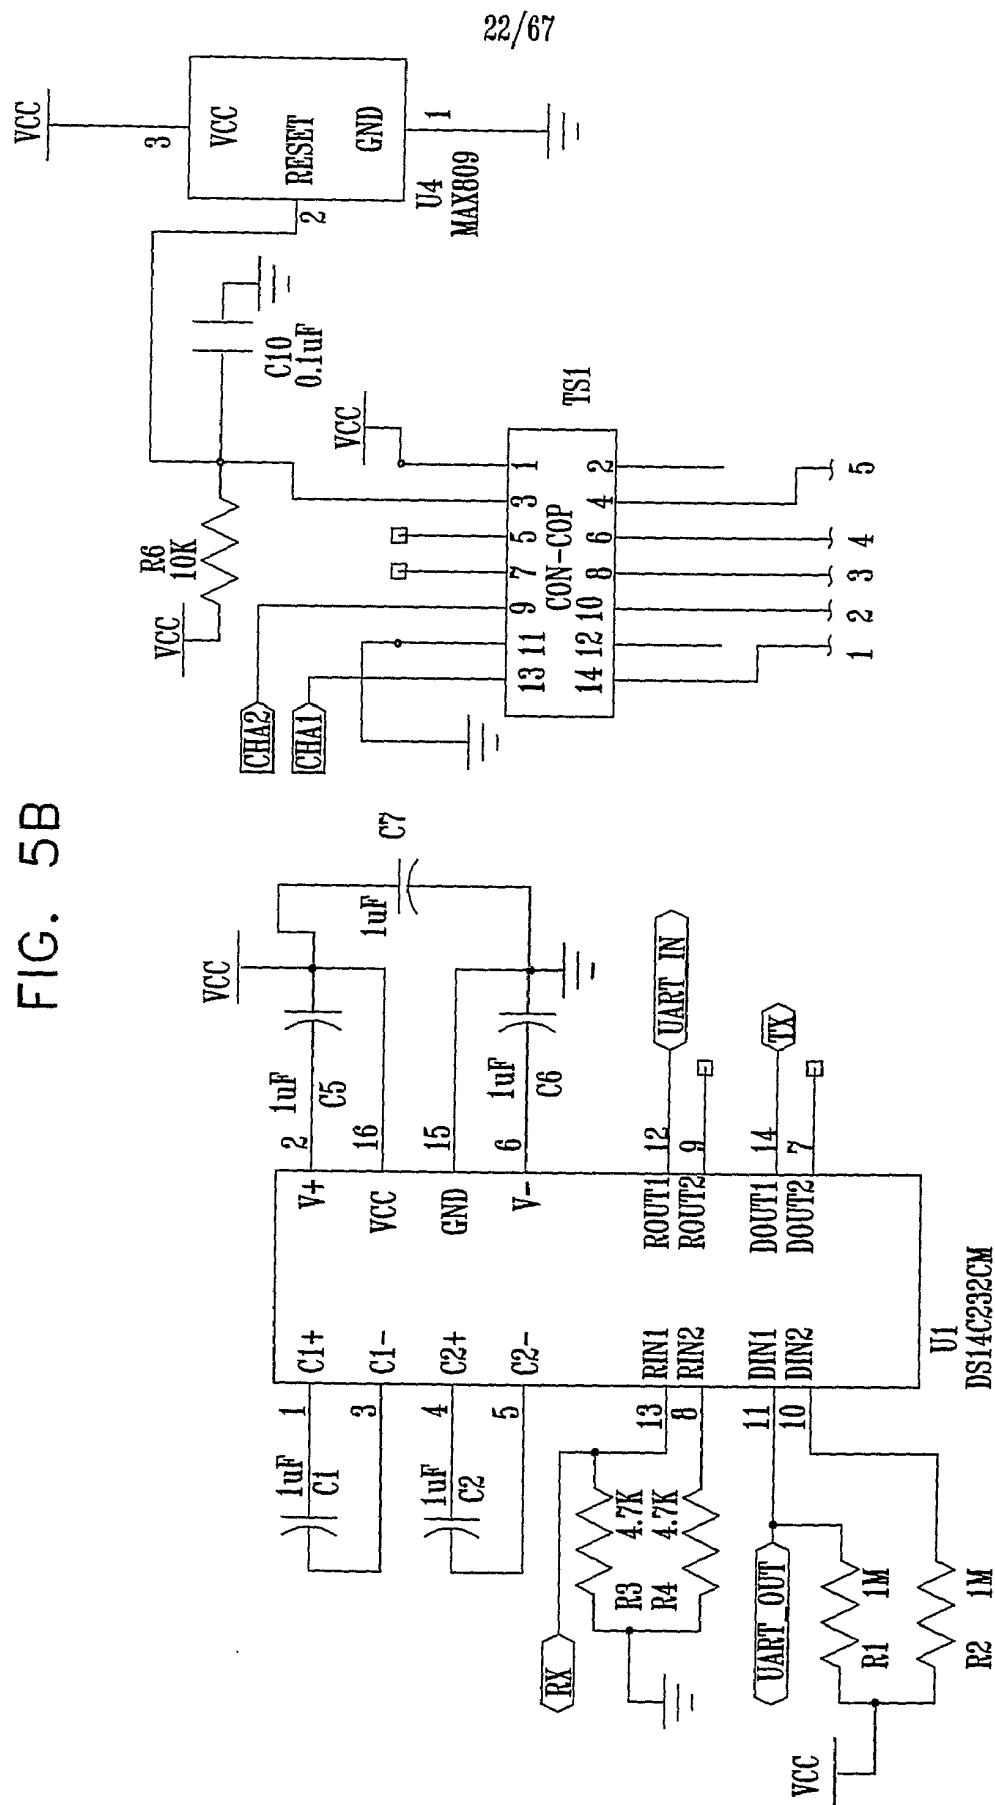 22/67
FIG. 5B
VCC
3
VCC
RESET
GND
1
2
U4
MAX809
C10
0.1uF
R6
10K
VCC
VCC
TS1
CON-COP
1
3
5
7
9
11
13
2
4
6
8
10
12
14
5
4
3
2
1
CHA2
CHA1
VCC
C7
1uF
1uF
C5
1uF
C6
2
16
15
6
V+
VCC
GND
V-
UART IN
TX
12
9
14
7
ROUT1
ROUT2
DOUT1
DOUT2
C1+
C1-
C2+
C2-
RIN1
RIN2
DIN1
DIN2
U1
DS14C232CM
1
3
4
5
13
8
11
10
1uF
C1
1uF
C2
RX
R3
4.7K
R4
4.7K
UART_OUT
R1
1M
R2
1M
VCC